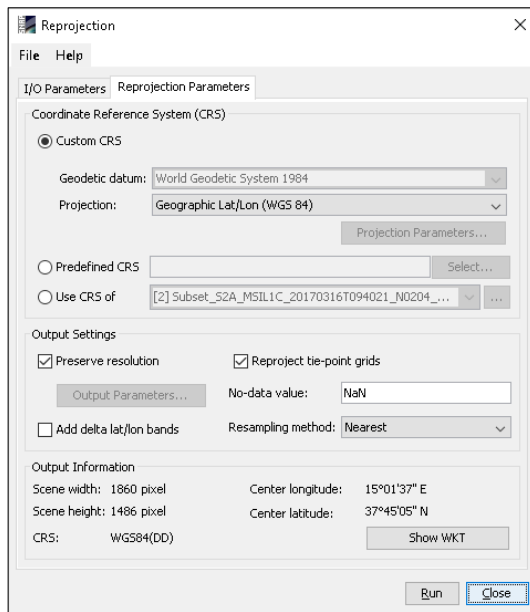 Reprojection
File Help
I/O Parameters Reprojection Parameters
Coordinate Reference System (CRS)
Custom CRS
Geodetic datum: World Geodetic System 1984
Projection: Geographic Lat/Lon (WGS 84)
Projection Parameters...
Predefined CRS Select...
Use CRS of [2] Subset_S2A_MSIL1C_20170316T094021_N0204_... ...
Output Settings
Preserve resolution Reproject tie-point grids
Output Parameters... No-data value: NaN
Add delta lat/lon bands Resampling method: Nearest
Output Information
Scene width: 1860 pixel Center longitude: 15°01'37" E
Scene height: 1486 pixel Center latitude: 37°45'05" N
CRS: WGS84(DD) Show WKT
Run Close